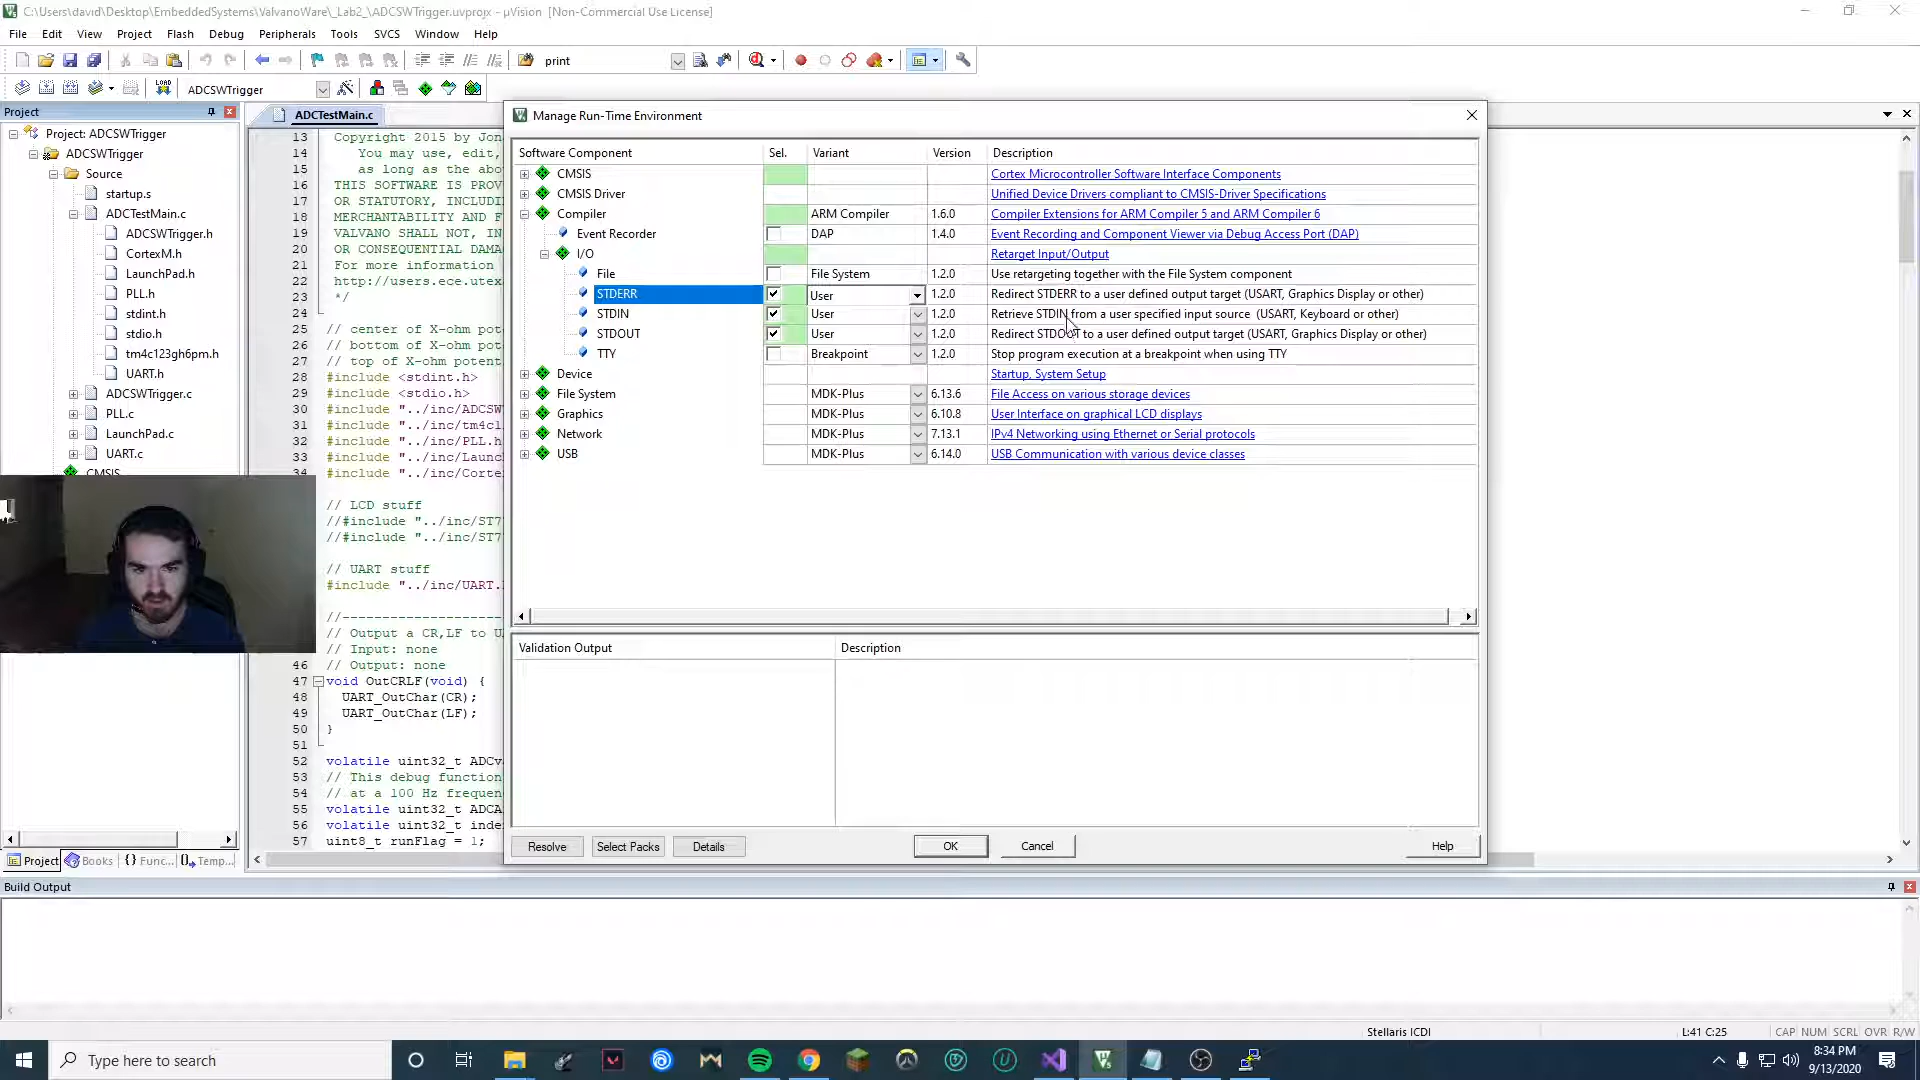 C:\Users\david\Desktop\EmbeddedSystems\ValvanoWare\_Lab2_\ADCSWTrigger.uvprojx - µVision [Non-Commercial Use License]
File Edit View Project Flash Debug Peripherals Tools SVCS Window Help
print
LOAD ADCSWTrigger
Project
Project: ADCSWTrigger
ADCSWTrigger
Source
startup.s
ADCTestMain.c
ADCSWTrigger.h
CortexM.h
LaunchPad.h
PLL.h
stdint.h
stdio.h
tm4c123gh6pm.h
UART.h
ADCSWTrigger.c
PLL.c
LaunchPad.c
UART.c
CMSIS
Project Books {} Func... Temp...
ADCTestMain.c
13 Copyright 2015 by Jon
14 You may use, edit,
15 as long as the abo
16 THIS SOFTWARE IS PROV
17 OR STATUTORY, INCLUDI
18 MERCHANTABILITY AND F
19 VALVANO SHALL NOT, IN
20 OR CONSEQUENTIAL DAMA
21 For more information
22 http://users.ece.utex
23 */
24
25 // center of X-ohm pot
26 // bottom of X-ohm pot
27 // top of X-ohm potent
28 #include <stdint.h>
29 #include <stdio.h>
30 #include "../inc/ADCSW
31 #include "../inc/tm4c1
32 #include "../inc/PLL.h
33 #include "../inc/Launc
34 #include "../inc/Corte
// LCD stuff
//#include "../inc/ST7
//#include "../inc/ST7
// UART stuff
#include "../inc/UART.
//----------------------
// Output a CR,LF to U
// Input: none
46 // Output: none
47 void OutCRLF(void) {
48 UART_OutChar(CR);
49 UART_OutChar(LF);
50 }
51
52 volatile uint32_t ADCv
53 // This debug function
54 // at a 100 Hz frequen
55 volatile uint32_t ADCA
56 volatile uint32_t inde
57 uint8_t runFlag = 1;
Manage Run-Time Environment
Software Component Sel. Variant Version Description
CMSIS Cortex Microcontroller Software Interface Components
CMSIS Driver Unified Device Drivers compliant to CMSIS-Driver Specifications
Compiler ARM Compiler 1.6.0 Compiler Extensions for ARM Compiler 5 and ARM Compiler 6
Event Recorder DAP 1.4.0 Event Recording and Component Viewer via Debug Access Port (DAP)
I/O Retarget Input/Output
File File System 1.2.0 Use retargeting together with the File System component
STDERR User 1.2.0 Redirect STDERR to a user defined output target (USART, Graphics Display or other)
STDIN User 1.2.0 Retrieve STDIN from a user specified input source (USART, Keyboard or other)
STDOUT User 1.2.0 Redirect STDOUT to a user defined output target (USART, Graphics Display or other)
TTY Breakpoint 1.2.0 Stop program execution at a breakpoint when using TTY
Device Startup, System Setup
File System MDK-Plus 6.13.6 File Access on various storage devices
Graphics MDK-Plus 6.10.8 User Interface on graphical LCD displays
Network MDK-Plus 7.13.1 IPv4 Networking using Ethernet or Serial protocols
USB MDK-Plus 6.14.0 USB Communication with various device classes
Validation Output Description
Resolve Select Packs Details OK Cancel Help
Build Output
Stellaris ICDI L:41 C:25 CAP NUM SCRL OVR R/W
Type here to search
8:34 PM
9/13/2020